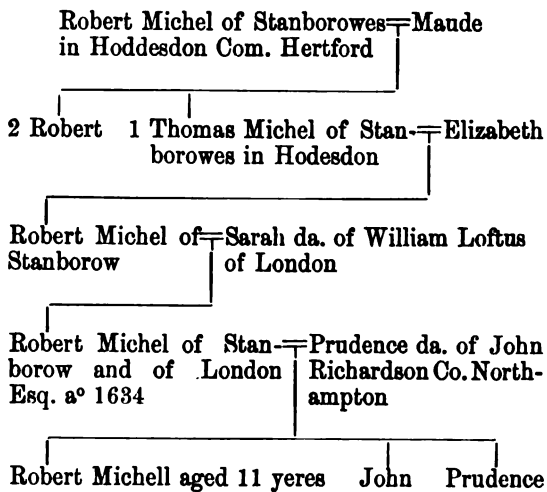 Robert Michel of Stanborowes Maude
in Hoddesdon Com. Hertford
2 Robert 1 Thomas Michel of Stan- Elizabeth
borowes in Hodesdon
Robert Michel of Sarah da. of William Loftus
Stanborow of London
Robert Michel of Stan- Prudence da. of John
borow and of London Richardson Co. North-
Esq. aº 1634 ampton
Robert Michell aged 11 yeres John Prudence